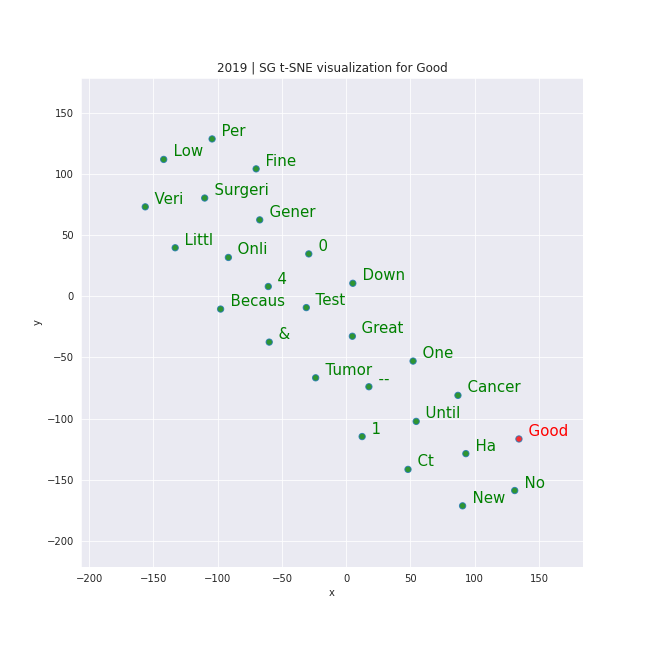 2019 | SG t-SNE visualization for Good
150
100
50
0
−50
−100
−150
−200
y
Per
Low
Fine
Surgeri
Veri
Gener
Littl
Onli
0
4
Down
Becaus
Test
&
Great
One
Tumor
--
Cancer
Until
1
Good
Ha
Ct
No
New
−200 −150 −100 −50 0 50 100 150
x